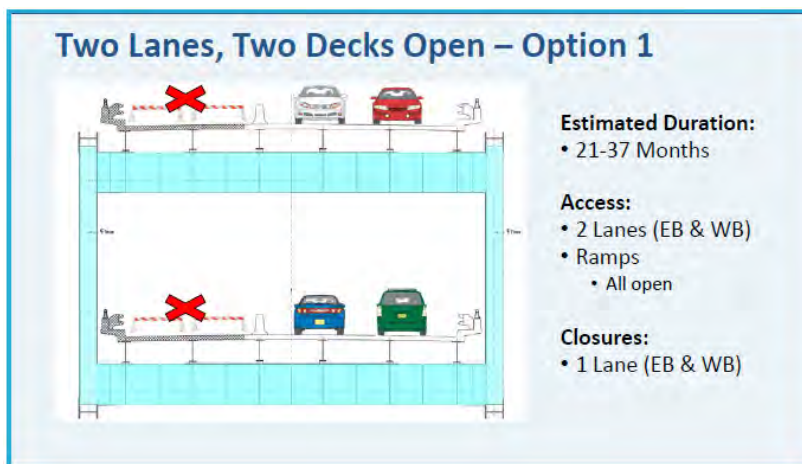 Two Lanes, Two Decks Open – Option 1
Estimated Duration:
• 21-37 Months
Access:
• 2 Lanes (EB & WB)
• Ramps
• All open
Closures:
• 1 Lane (EB & WB)